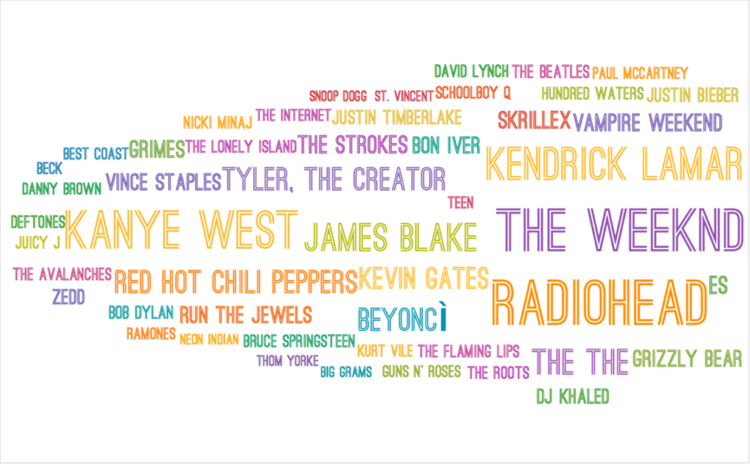 DAVID LYNCH THE BEATLES PAUL MCCARTNEY
SNOOP DOGG ST. VINCENT SCHOOLBOY Q HUNDRED WATERS JUSTIN BIEBER
NICKI MINAJ THE INTERNET JUSTIN TIMBERLAKE SKRILLEX VAMPIRE WEEKEND
BEST COAST GRIMES THE LONELY ISLAND THE STROKES BON IVER KENDRICK LAMAR
BECK
DANNY BROWN VINCE STAPLES TYLER, THE CREATOR
TEEN
DEFTONES KANYE WEST JAMES BLAKE THE WEEKND
JUICY J
THE AVALANCHES RED HOT CHILI PEPPERS KEVIN GATES RADIOHEAD ES
ZEDD
BOB DYLAN RUN THE JEWELS BEYONCÌ
RAMONES NEON INDIAN BRUCE SPRINGSTEEN
THOM YORKE KURT VILE THE FLAMING LIPS THE THE GRIZZLY BEAR
BIG GRAMS GUNS N' ROSES THE ROOTS
DJ KHALED